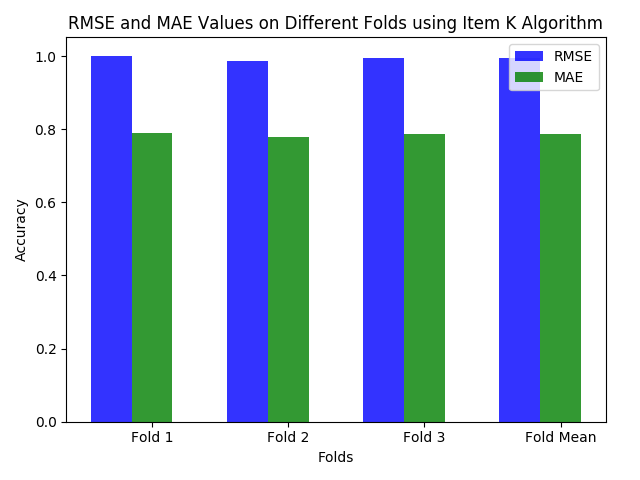 RMSE and MAE Values on Different Folds using Item K Algorithm
RMSE
MAE
Accuracy
1.0
0.8
0.6
0.4
0.2
0.0
Fold 1
Fold 2
Fold 3
Fold Mean
Folds